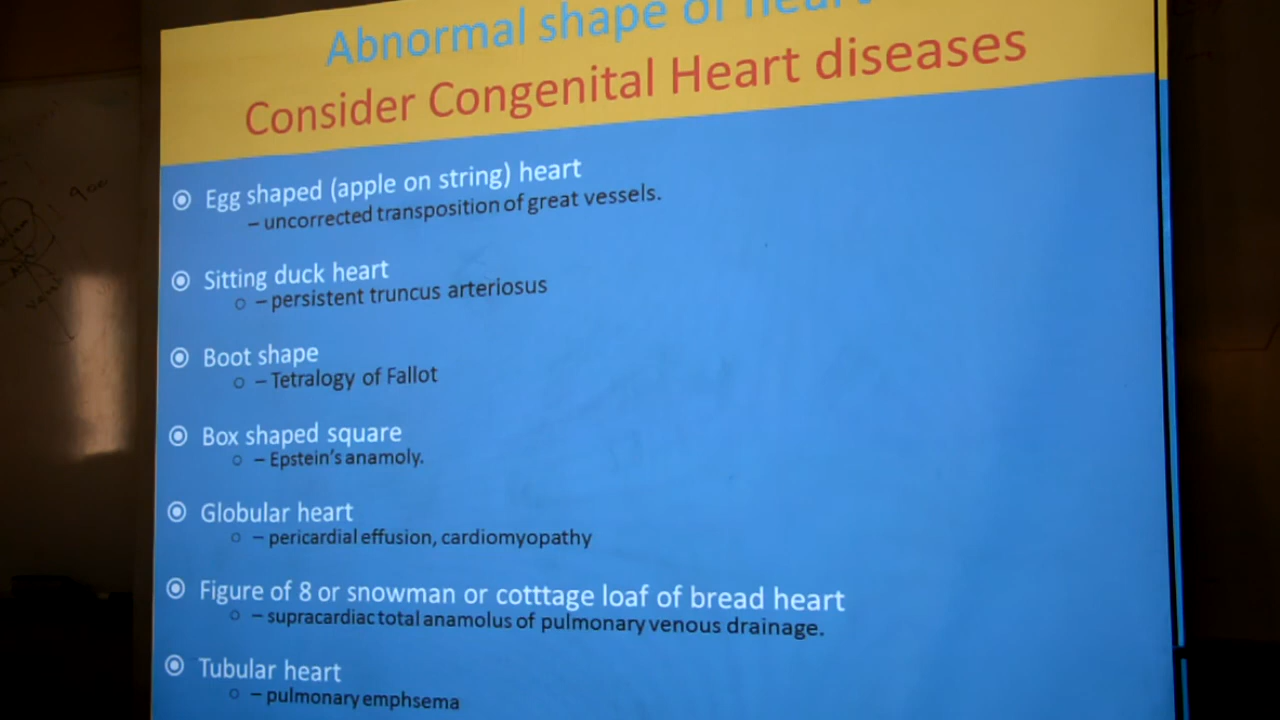 Abnormal shape of heart
Consider Congenital Heart diseases
Egg shaped (apple on string) heart
– uncorrected transposition of great vessels.
Sitting duck heart
– persistent truncus arteriosus
Boot shape
– Tetralogy of Fallot
Box shaped square
– Epstein's anamoly.
Globular heart
– pericardial effusion, cardiomyopathy
Figure of 8 or snowman or cotttage loaf of bread heart
– supracardiac total anamolus of pulmonary venous drainage.
Tubular heart
– pulmonary emphsema